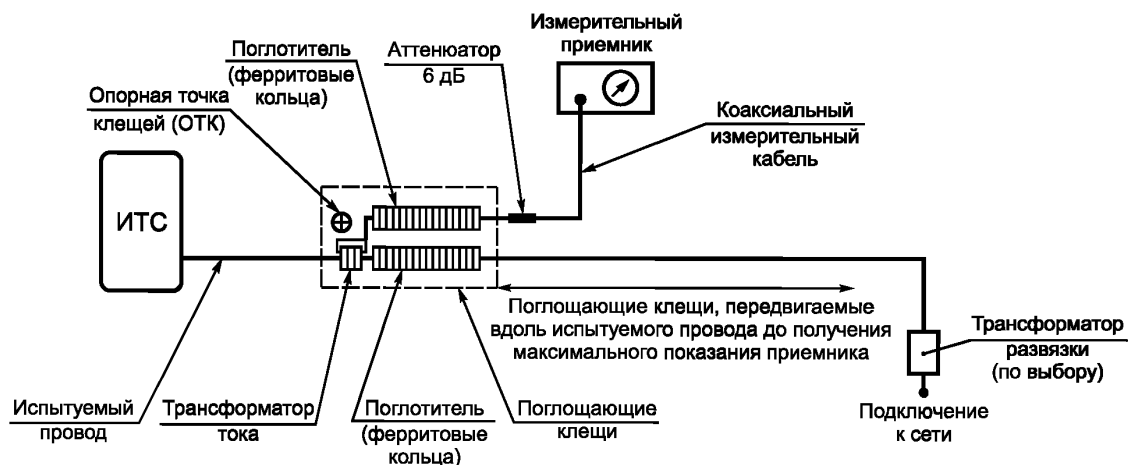 Измерительный
приемник
Поглотитель
(ферритовые
кольца)
Аттенюатор
6 дБ
Опорная точка
клещей (ОТК)
Коаксиальный
измерительный
кабель
ИТС
Поглощающие клещи, передвигаемые
вдоль испытуемого провода до получения
максимального показания приемника
Трансформатор
развязки
(по выбору)
Испытуемый
провод
Трансформатор
тока
Поглотитель
(ферритовые
кольца)
Поглощающие
клещи
Подключение
к сети